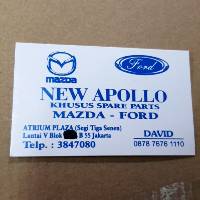 mazda
Ford
NEW APOLLO
KHUSUS SPARE PARTS
MAZDA - FORD
ATRIUM PLAZA (Segi Tiga Senen)
Lantai V Blok B 55 Jakarta
Telp. : 3847080
DAVID
0878 7876 1110